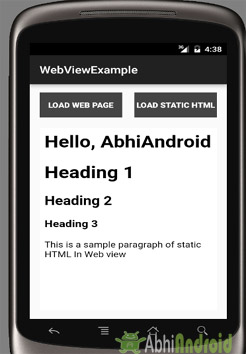 3G 4:38
WebViewExample
LOAD WEB PAGE LOAD STATIC HTML
Hello, AbhiAndroid
Heading 1
Heading 2
Heading 3
This is a sample paragraph of static
HTML In Web view
AbhiAndroid